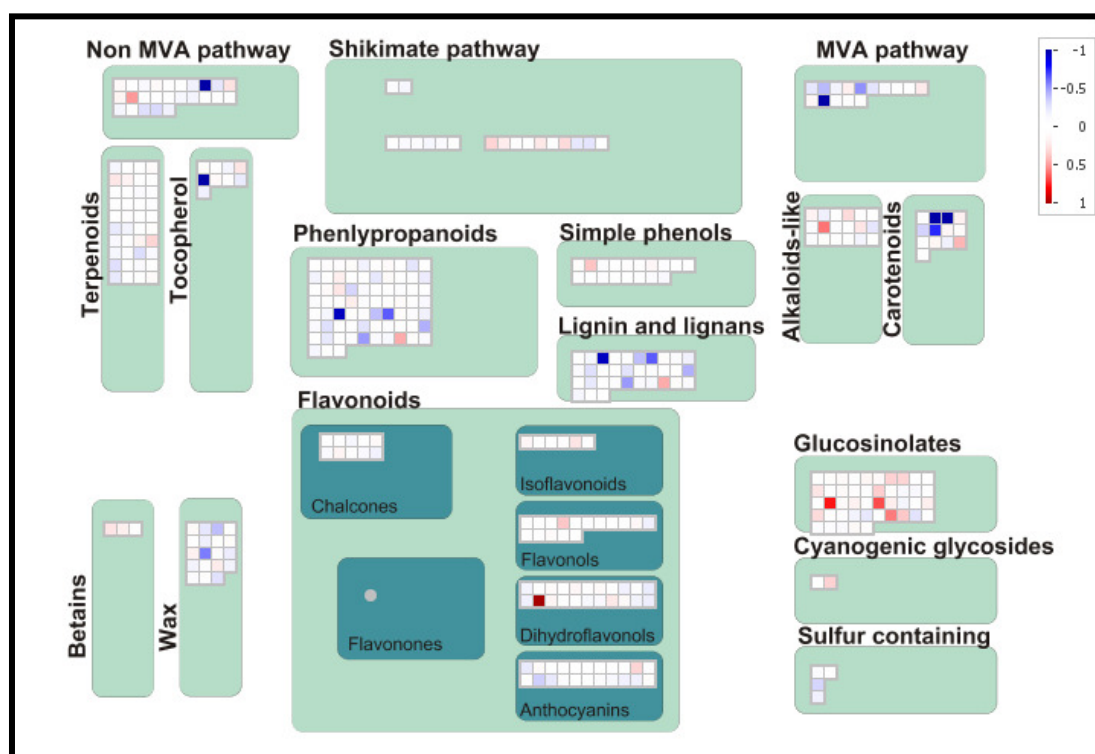 Non MVA pathway
Shikimate pathway
MVA pathway
-1
-0.5
0
0.5
1
Terpenoids
Tocopherol
Phenlypropanoids
Simple phenols
Alkaloids-like
Carotenoids
Lignin and lignans
Flavonoids
Chalcones
Isoflavonoids
Flavonols
Flavonones
Dihydroflavonols
Anthocyanins
Glucosinolates
Cyanogenic glycosides
Sulfur containing
Betains
Wax